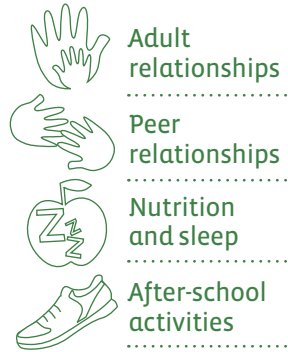 Adult
relationships
Peer
relationships
Z
z
z
Nutrition
and sleep
After-school
activities